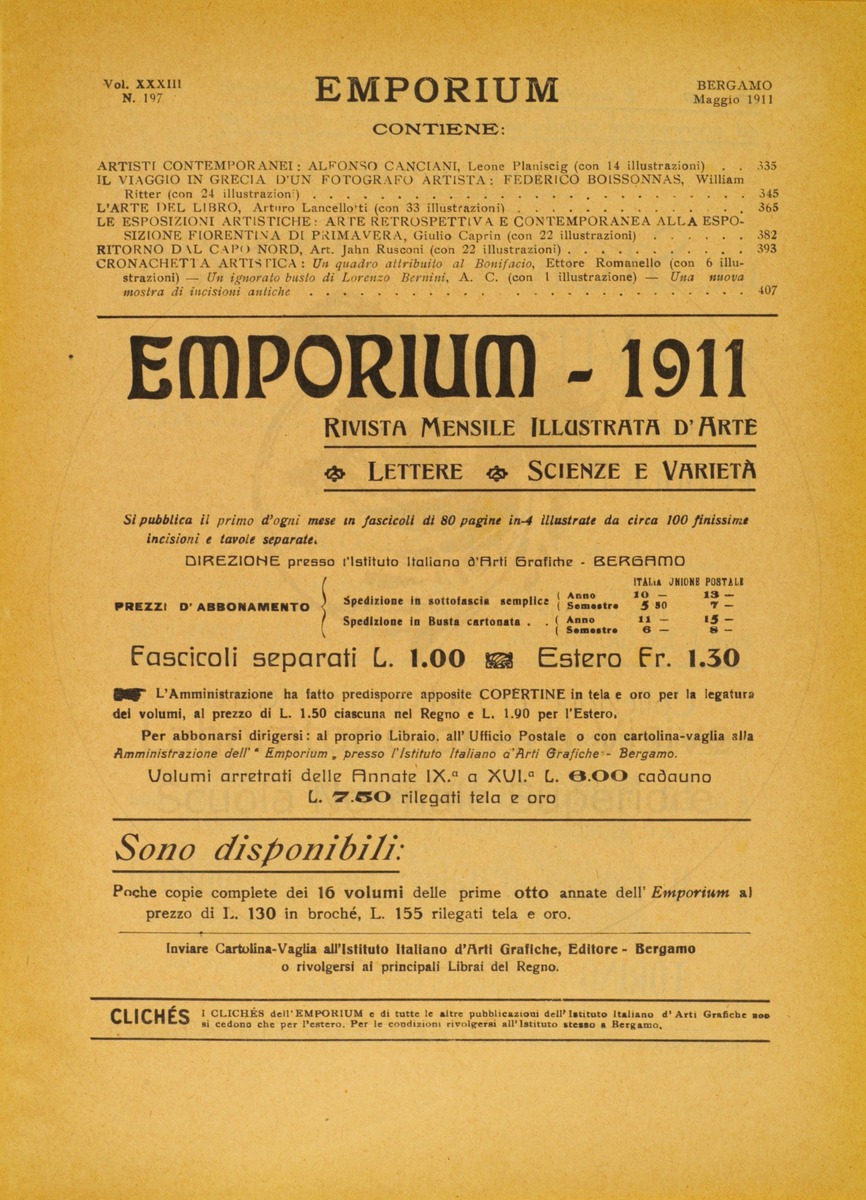 Vol. XXXIII
N. 197
EMPORIUM
BERGAMO
Maggio 1911
CONTIENE:
ARTISTI CONTEMPORANEI: ALFONSO CANCIANI, Leone Planiscig (con 14 illustrazioni) . . 335
IL VIAGGIO IN GRECIA D'UN FOTOGRAFO ARTISTA: FEDERICO BOISSONNAS, William
Ritter (con 24 illustrazioni) . . . . . . . . . . . . . . . . . . . . . . 345
L'ARTE DEL LIBRO, Arturo Lancellotti (con 33 illustrazioni) . . . . . . . . . . . . 365
LE ESPOSIZIONI ARTISTICHE: ARTE RETROSPETTIVA E CONTEMPORANEA ALLA ESPO-
SIZIONE FIORENTINA DI PRIMAVERA, Giulio Caprin (con 22 illustrazioni) . . . . . . 382
RITORNO DAL CAPO NORD, Art. Jahn Rusconi (con 22 illustrazioni) . . . . . . . . . 393
CRONACHETTA ARTISTICA: Un quadro attribuito al Bonifacio, Ettore Romanello (con 6 illu-
strazioni) — Un ignorato busto di Lorenzo Bernini, A. C. (con 1 illustrazione) — Una nuova
mostra di incisioni antiche . . . . . . . . . . . . . . . . . . . . . . . 407
EMPORIUM - 1911
RIVISTA MENSILE ILLUSTRATA D'ARTE
LETTERE SCIENZE E VARIETÀ
Si pubblica il primo d'ogni mese in fascicoli di 80 pagine in-4 illustrate da circa 100 finissime
incisioni e tavole separate.
DIREZIONE presso l'Istituto Italiano d'Arti Grafiche - BERGAMO
ITALIA UNIONE POSTALE
PREZZI D'ABBONAMENTO
Spedizione in sottofascia semplice ( Anno 10 — 13 —
( Semestre 5 50 7 —
Spedizione in Busta cartonata . . ( Anno 11 — 15 —
( Semestre 6 — 8 —
Fascicoli separati L. 1.00 Estero Fr. 1.30
L'Amministrazione ha fatto predisporre apposite COPERTINE in tela e oro per la legatura
dei volumi, al prezzo di L. 1.50 ciascuna nel Regno e L. 1.90 per l'Estero.
Per abbonarsi dirigersi: al proprio Libraio, all'Ufficio Postale o con cartolina-vaglia alla
Amministrazione dell' " Emporium „ presso l'Istituto Italiano d'Arti Grafiche - Bergamo.
Volumi arretrati delle Annate IX.ª a XVI.ª L. 6.00 cadauno
L. 7.50 rilegati tela e oro
Sono disponibili:
Poche copie complete dei 16 volumi delle prime otto annate dell' Emporium al
prezzo di L. 130 in broché, L. 155 rilegati tela e oro.
Inviare Cartolina-Vaglia all'Istituto Italiano d'Arti Grafiche, Editore - Bergamo
o rivolgersi ai principali Librai del Regno.
CLICHÉS
I CLICHÉS dell'EMPORIUM e di tutte le altre pubblicazioni dell'Istituto Italiano d'Arti Grafiche non
si cedono che per l'estero. Per le condizioni rivolgersi all'Istituto stesso a Bergamo.